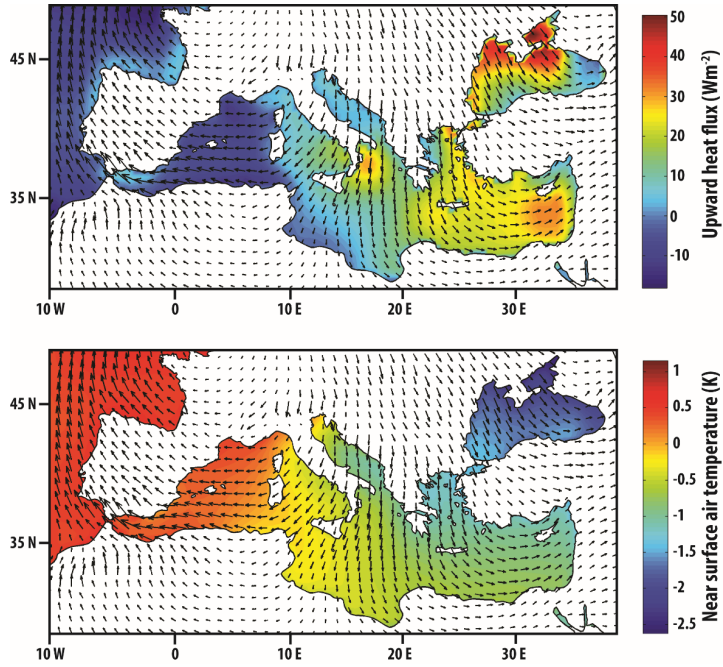 50
45 N
40
30
20
35 N
10
0
-10
10 W
0
10 E
20 E
30 E
Upward heat flux (Wm-2)
1
45 N
0.5
0
-0.5
-1
35 N
-1.5
-2
-2.5
10 W
0
10 E
20 E
30 E
Near surface air temperature (K)